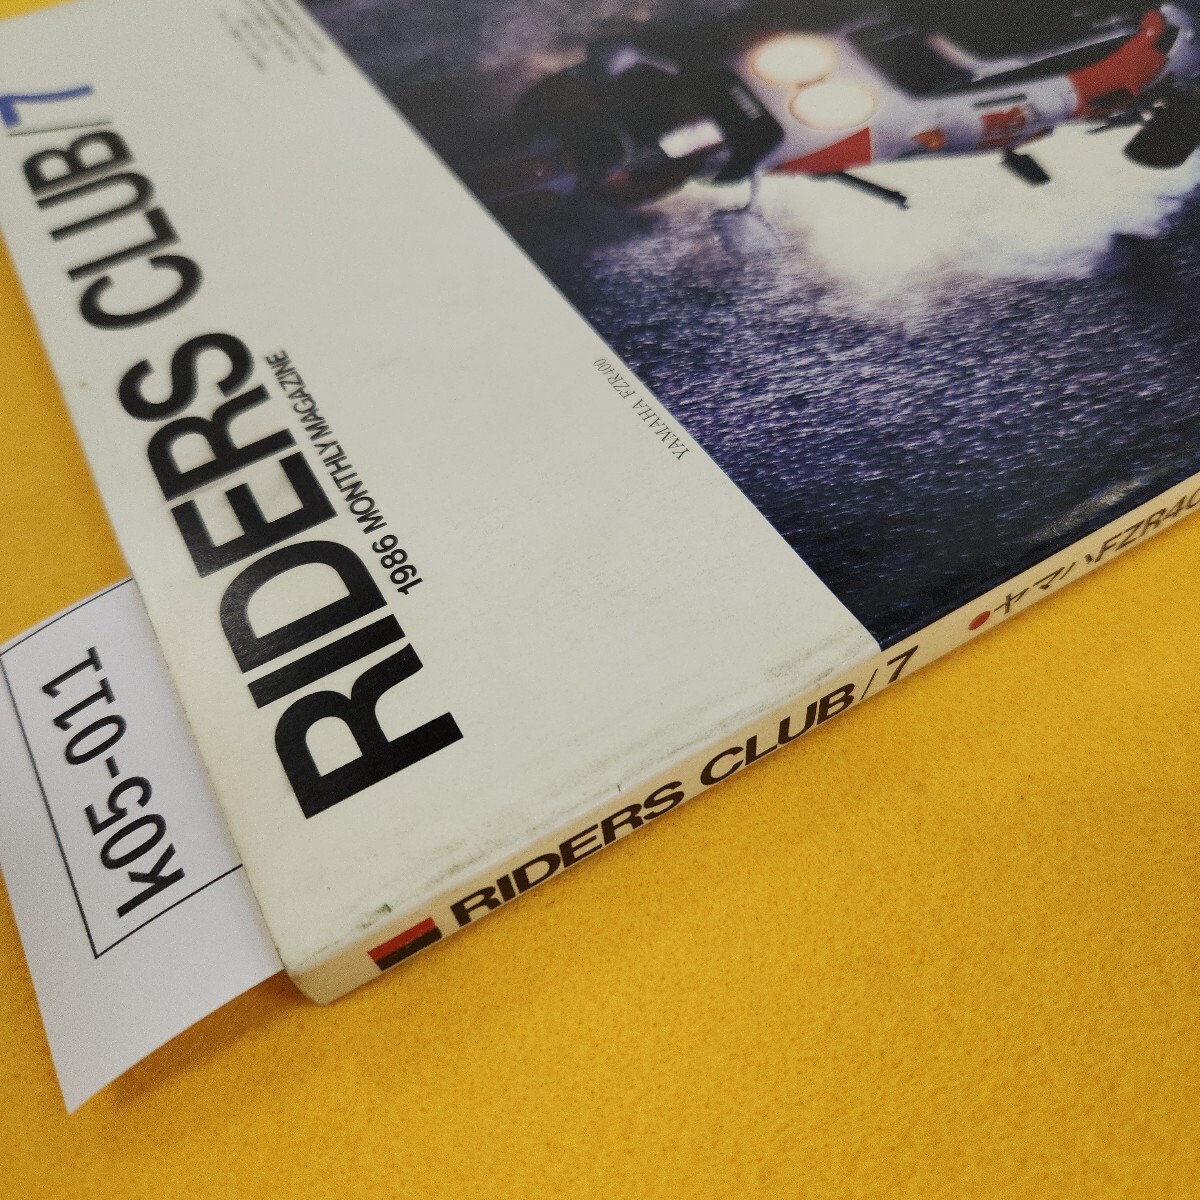 RIDERS CLUB/7
1986 MONTHLY MAGAZINE
YAMAHA FZR400
RIDERS CLUB/7 ●ヤマハFZR40
K05-011